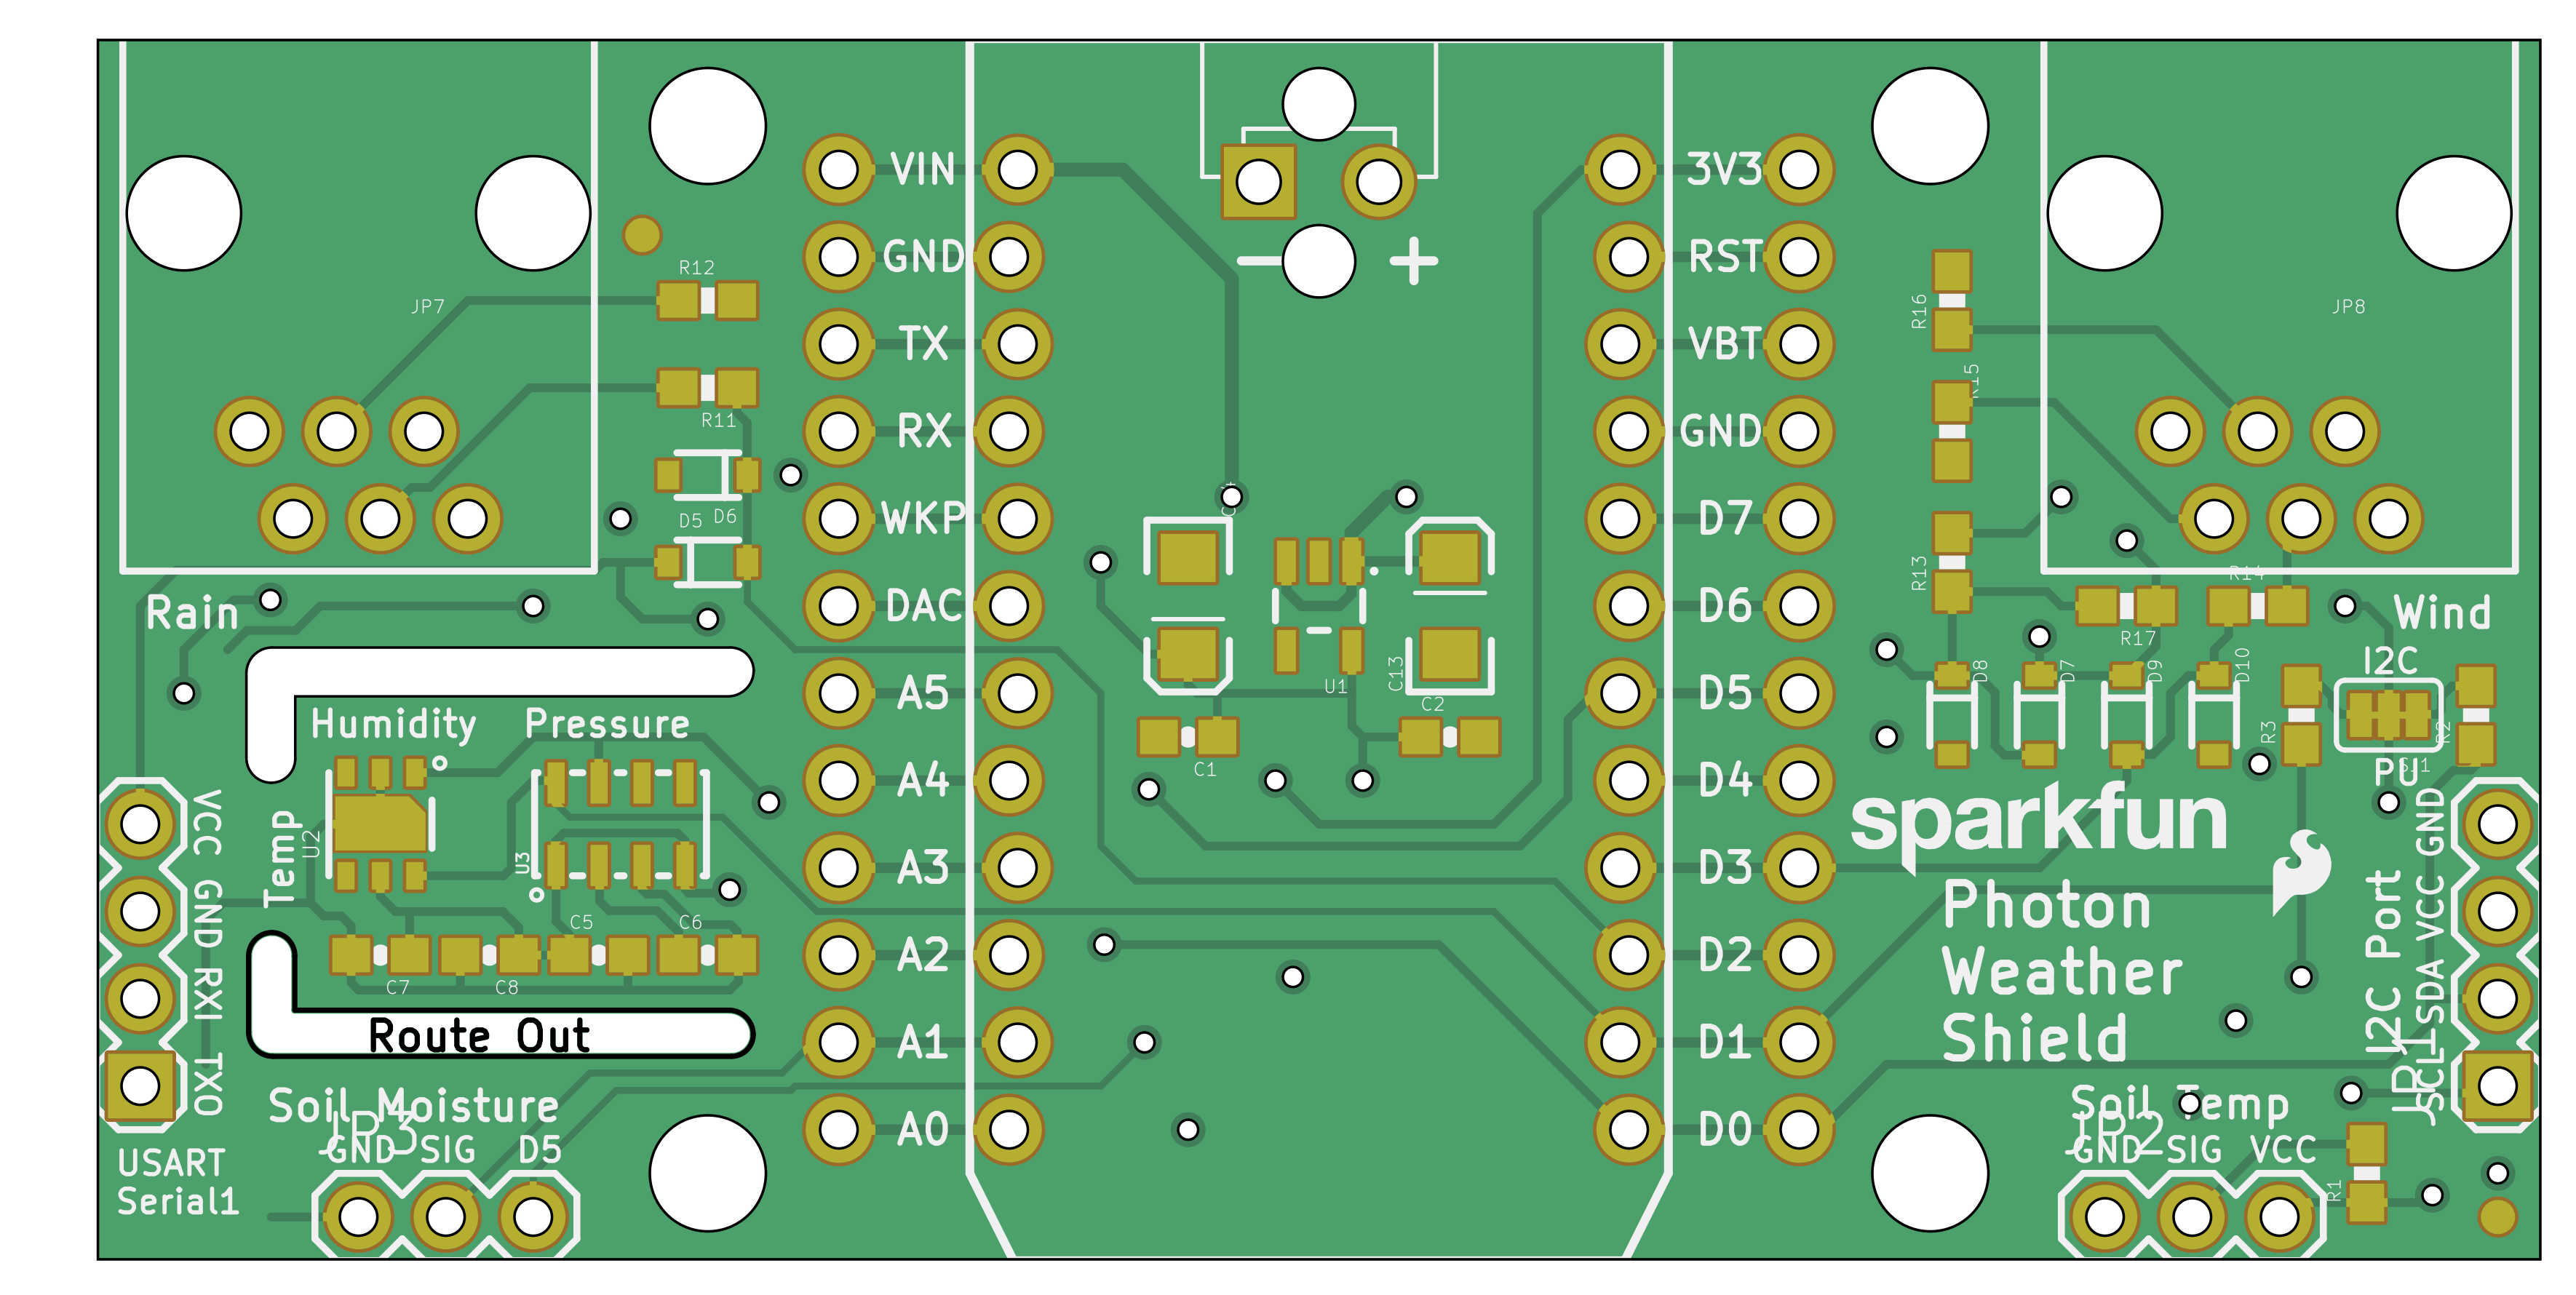 VIN
3V3
GND
RST
R12
JP7
R16
JP8
TX
VBT
R15
R11
RX
GND
D5
D6
WKP
D7
DAC
D6
R13
R14
Rain
Wind
R17
I2C
D8
D7
D9
D10
A5
D5
U1
C13
C2
Humidity
Pressure
R3
R2
PU
C1
A4
D4
VCC
GND
RXI
TXO
Temp
U2
U3
A3
D3
sparkfun
Photon
Weather
Shield
GND
VCC
SDA
SCL
I2C Port
JP1
C5
C6
A2
D2
C7
C8
Route Out
A1
D1
Soil Moisture
JP3
GND SIG D5
A0
D0
Soil Temp
JP2
GND SIG VCC
USART
Serial1
R1
- +